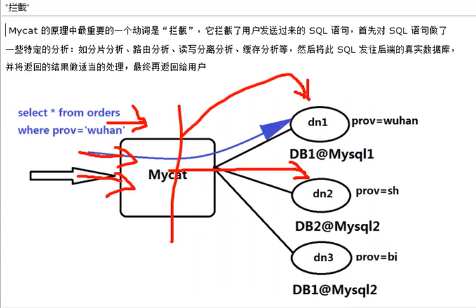 "拦截"
Mycat 的原理中最重要的一个动词是"拦截"，它拦截了用户发送过来的 SQL 语句，首先对 SQL 语句做了
一些特定的分析：如分片分析、路由分析、读写分离分析、缓存分析等，然后将此 SQL 发往后端的真实数据库，
并将返回的结果做适当的处理，最终再返回给用户
select * from orders
where prov='wuhan'
Mycat
dn1
prov=wuhan
DB1@Mysql1
dn2
prov=sh
DB2@Mysql2
dn3
prov=bi
DB1@Mysql2